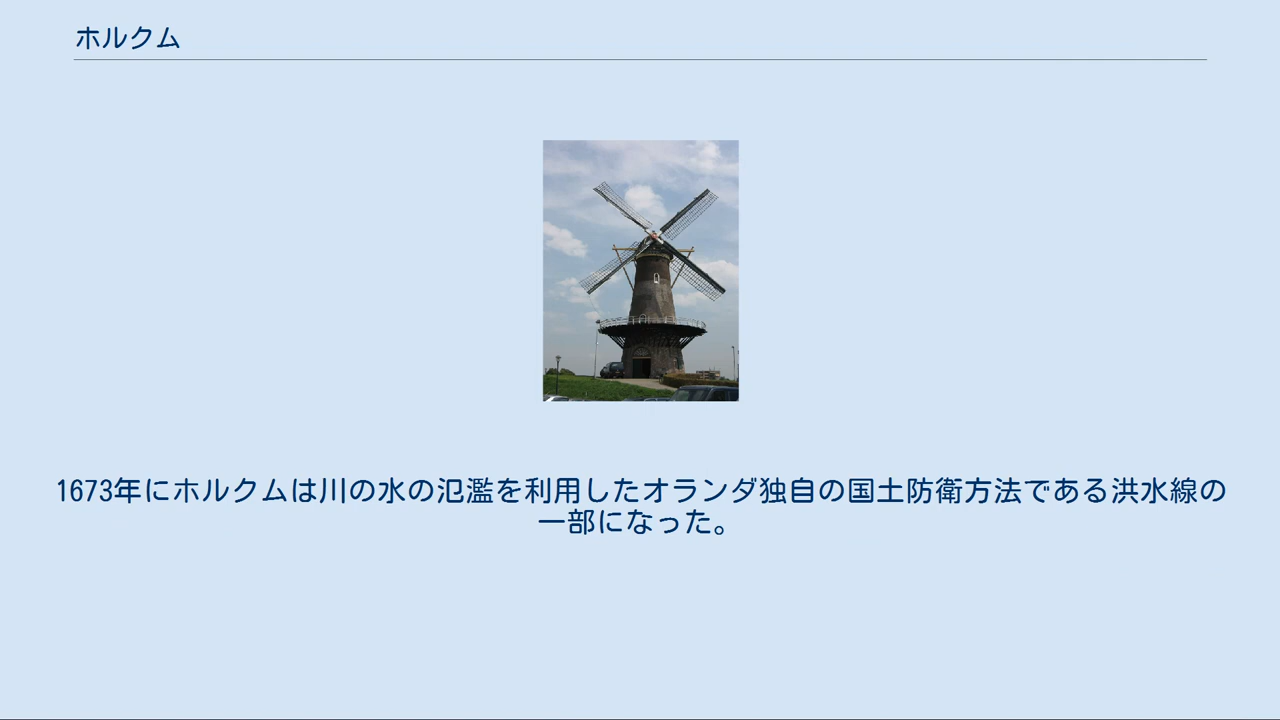 ホルクム
1673年にホルクムは川の水の氾濫を利用したオランダ独自の国土防衛方法である洪水線の
一部になった。